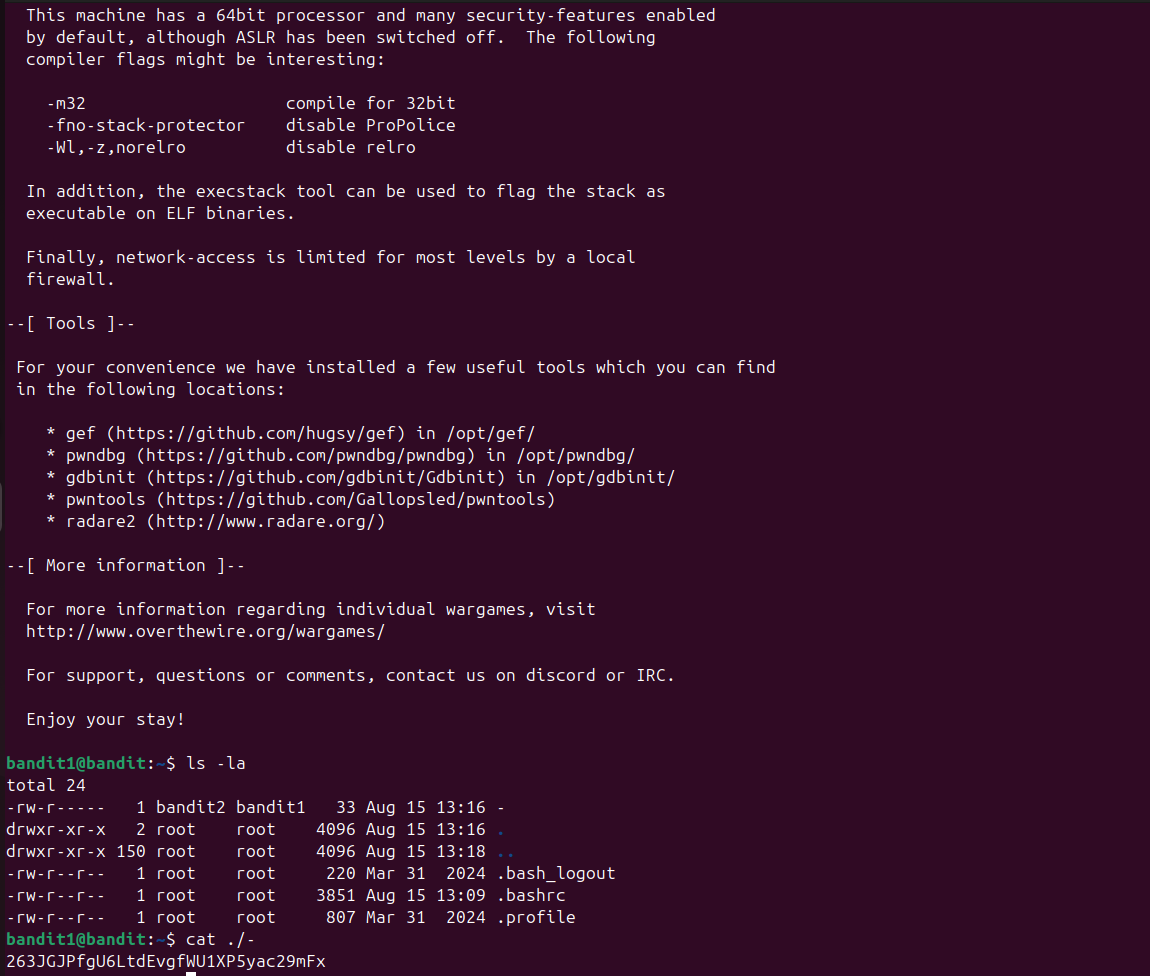 This machine has a 64bit processor and many security-features enabled
by default, although ASLR has been switched off.  The following
compiler flags might be interesting:
-m32                    compile for 32bit
-fno-stack-protector    disable ProPolice
-Wl,-z,norelro          disable relro
In addition, the execstack tool can be used to flag the stack as
executable on ELF binaries.
Finally, network-access is limited for most levels by a local
firewall.
--[ Tools ]--
For your convenience we have installed a few useful tools which you can find
in the following locations:
* gef (https://github.com/hugsy/gef) in /opt/gef/
* pwndbg (https://github.com/pwndbg/pwndbg) in /opt/pwndbg/
* gdbinit (https://github.com/gdbinit/Gdbinit) in /opt/gdbinit/
* pwntools (https://github.com/Gallopsled/pwntools)
* radare2 (http://www.radare.org/)
--[ More information ]--
For more information regarding individual wargames, visit
http://www.overthewire.org/wargames/
For support, questions or comments, contact us on discord or IRC.
Enjoy your stay!
bandit1@bandit:~$ ls -la
total 24
-rw-r-----   1 bandit2 bandit1   33 Aug 15 13:16 -
drwxr-xr-x   2 root    root    4096 Aug 15 13:16 .
drwxr-xr-x 150 root    root    4096 Aug 15 13:18 ..
-rw-r--r--   1 root    root     220 Mar 31  2024 .bash_logout
-rw-r--r--   1 root    root    3851 Aug 15 13:09 .bashrc
-rw-r--r--   1 root    root     807 Mar 31  2024 .profile
bandit1@bandit:~$ cat ./-
263JGJPfgU6LtdEvgfWU1XP5yac29mFx